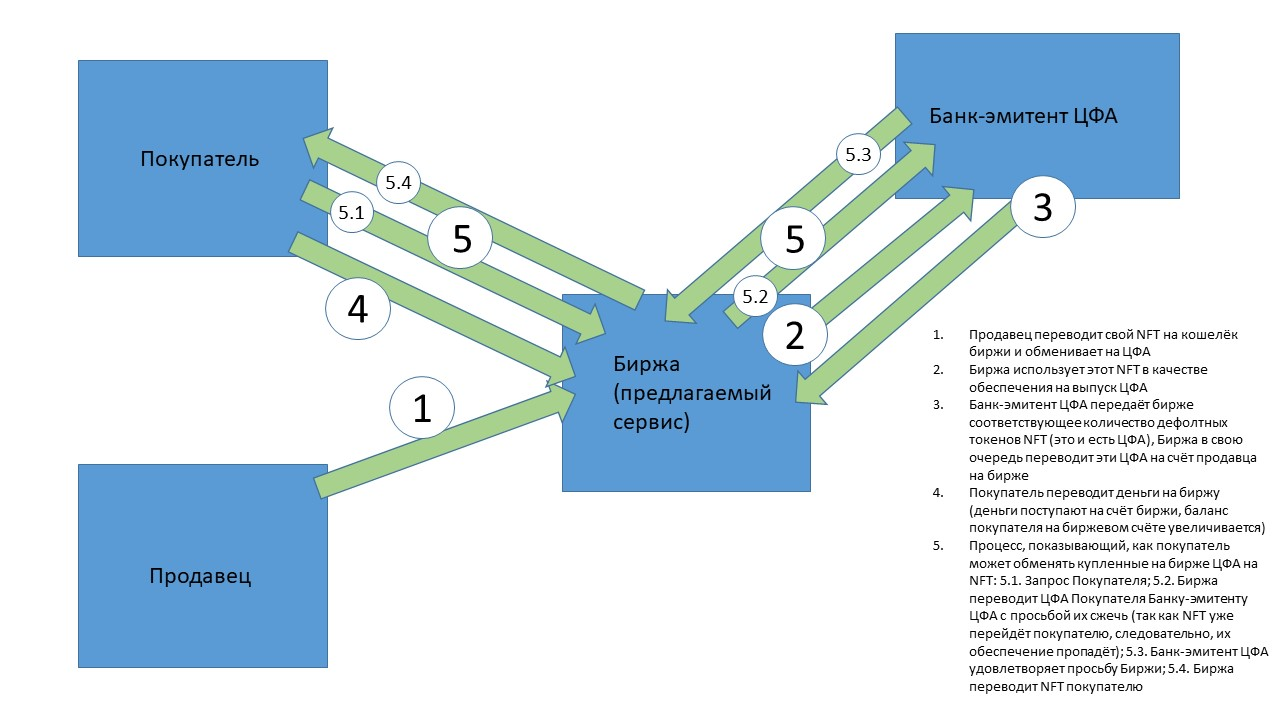 Покупатель
Банк-эмитент ЦФА
5.4
5.1
5
4
5.3
5
5.2
2
3
Биржа
(предлагаемый
сервис)
1
Продавец
1. Продавец переводит свой NFT на кошелёк
биржи и обменивает на ЦФА
2. Биржа использует этот NFT в качестве
обеспечения на выпуск ЦФА
3. Банк-эмитент ЦФА передаёт бирже
соответствующее количество дефолтных
токенов NFT (это и есть ЦФА), Биржа в свою
очередь переводит эти ЦФА на счёт продавца
на бирже
4. Покупатель переводит деньги на биржу
(деньги поступают на счёт биржи, баланс
покупателя на биржевом счёте увеличивается)
5. Процесс, показывающий, как покупатель
может обменять купленные на бирже ЦФА на
NFT: 5.1. Запрос Покупателя; 5.2. Биржа
переводит ЦФА Покупателя Банку-эмитенту
ЦФА с просьбой их сжечь (так как NFT уже
перейдёт покупателю, следовательно, их
обеспечение пропадёт); 5.3. Банк-эмитент ЦФА
удовлетворяет просьбу Биржи; 5.4. Биржа
переводит NFT покупателю